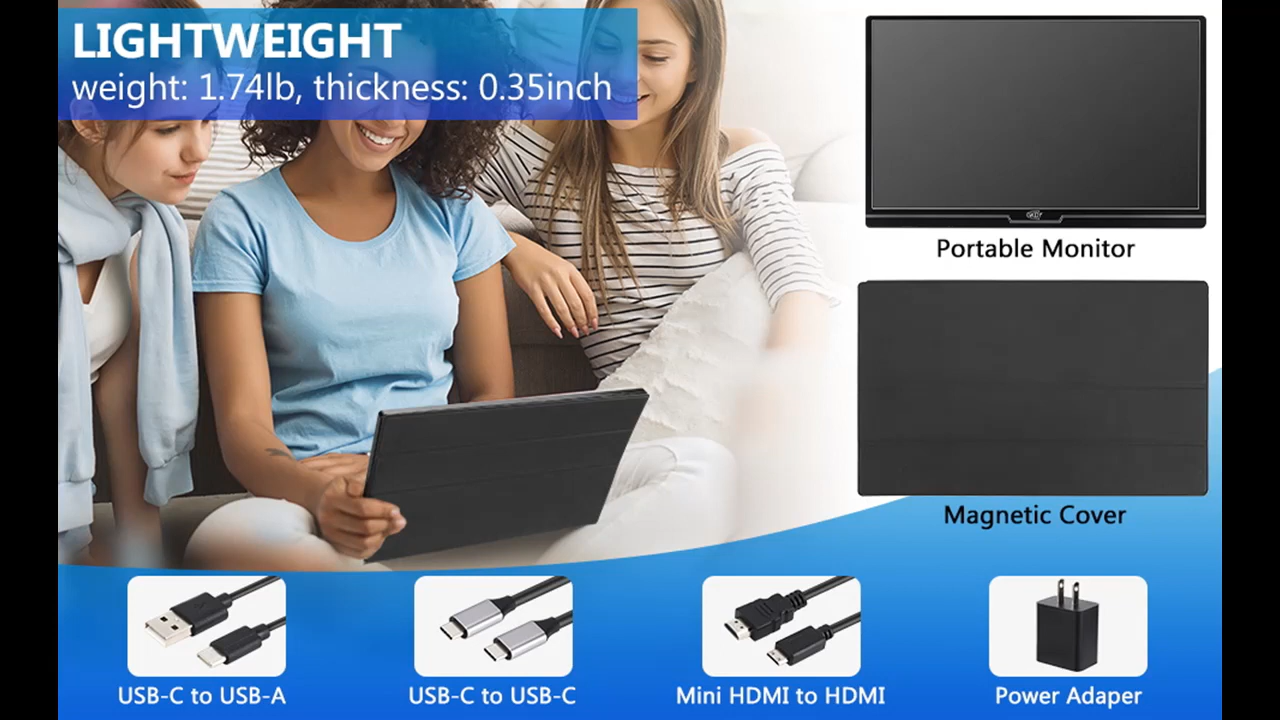 LIGHTWEIGHT
weight: 1.74lb, thickness: 0.35inch
Portable Monitor
Magnetic Cover
USB-C to USB-A
USB-C to USB-C
Mini HDMI to HDMI
Power Adaper